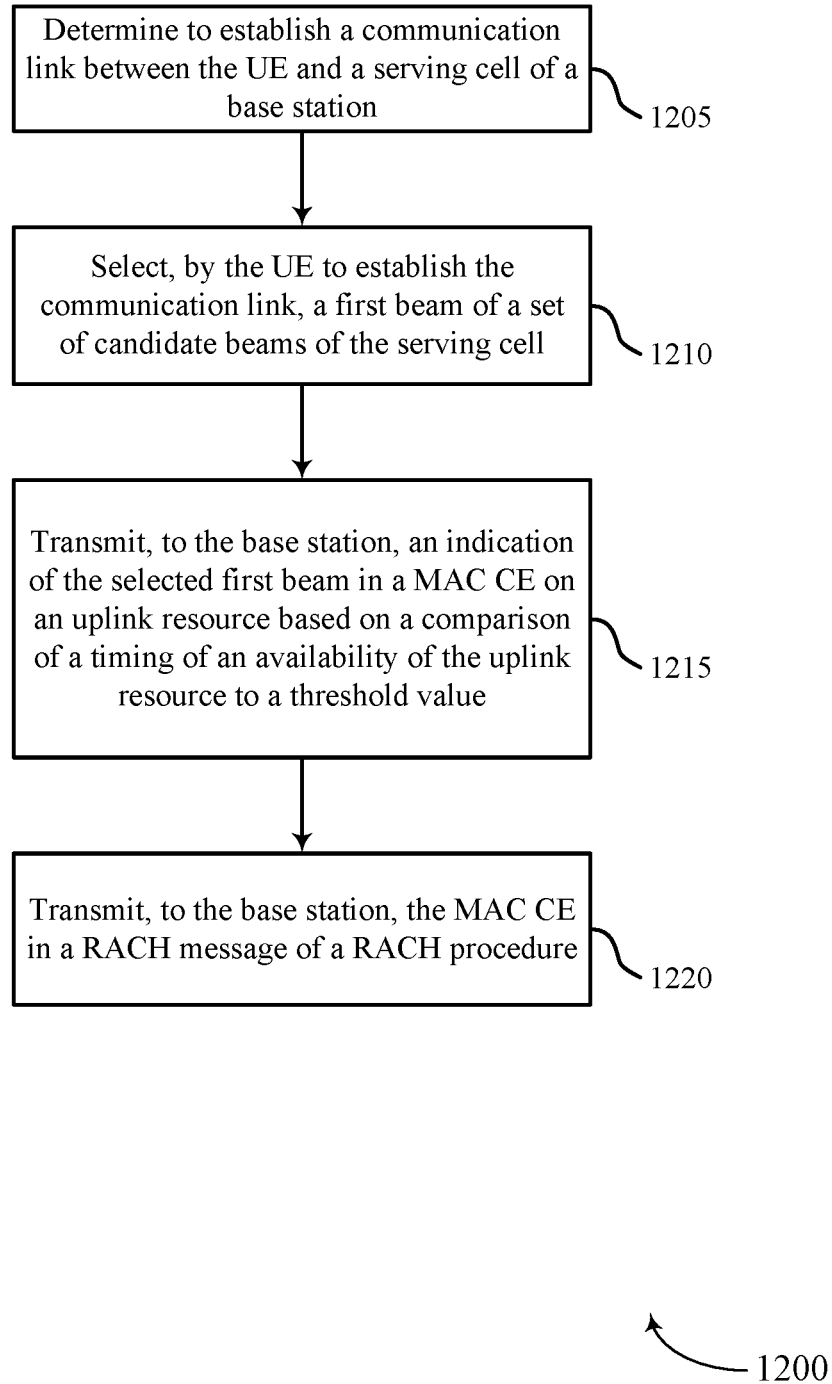 Determine to establish a communication
link between the UE and a serving cell of a
base station
1205
Select, by the UE to establish the
communication link, a first beam of a set
of candidate beams of the serving cell
1210
Transmit, to the base station, an indication
of the selected first beam in a MAC CE on
an uplink resource based on a comparison
of a timing of an availability of the uplink
resource to a threshold value
1215
Transmit, to the base station, the MAC CE
in a RACH message of a RACH procedure
1220
1200